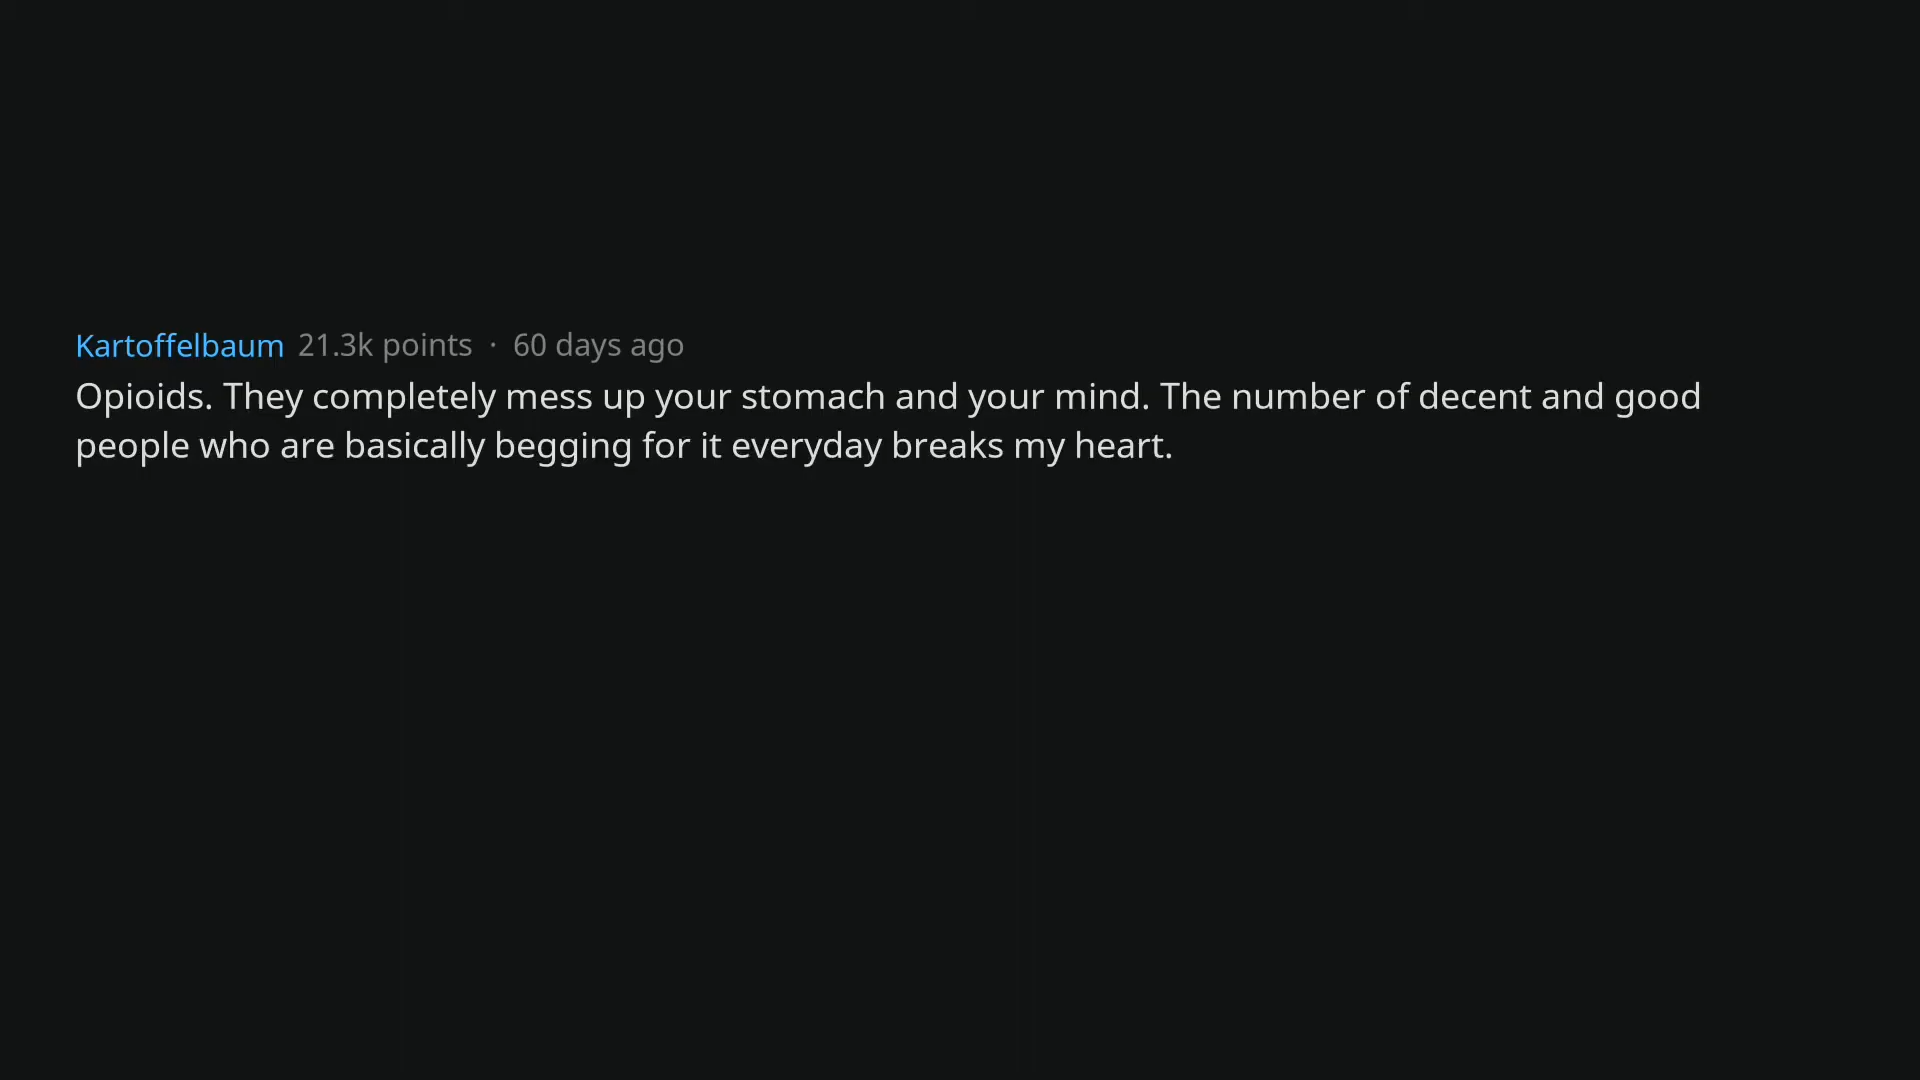 Kartoffelbaum 21.3k points · 60 days ago
Opioids. They completely mess up your stomach and your mind. The number of decent and good
people who are basically begging for it everyday breaks my heart.